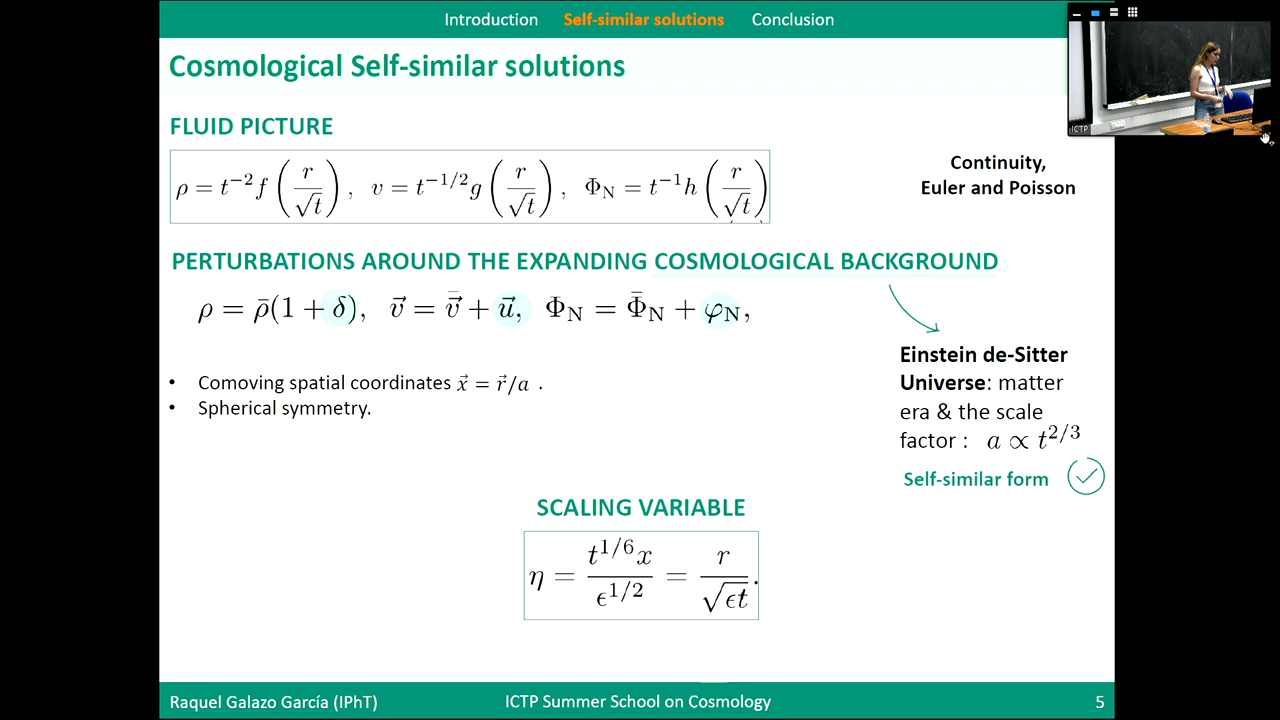 Introduction Self-similar solutions Conclusion
Cosmological Self-similar solutions
FLUID PICTURE
ρ = t⁻² f (r/√t), v = t^{-1/2} g (r/√t), Φ_N = t⁻¹ h (r/√t)
Continuity,
Euler and Poisson
PERTURBATIONS AROUND THE EXPANDING COSMOLOGICAL BACKGROUND
ρ = ρ̄(1 + δ), v⃗ = v̄⃗ + u⃗, Φ_N = Φ̄_N + φ_N,
• Comoving spatial coordinates x⃗ = r⃗/a .
• Spherical symmetry.
Einstein de-Sitter
Universe: matter
era & the scale
factor : a ∝ t^{2/3}
Self-similar form
SCALING VARIABLE
η = t^{1/6}x / ε^{1/2} = r / √(εt).
Raquel Galazo García (IPhT) ICTP Summer School on Cosmology 5
ICTP